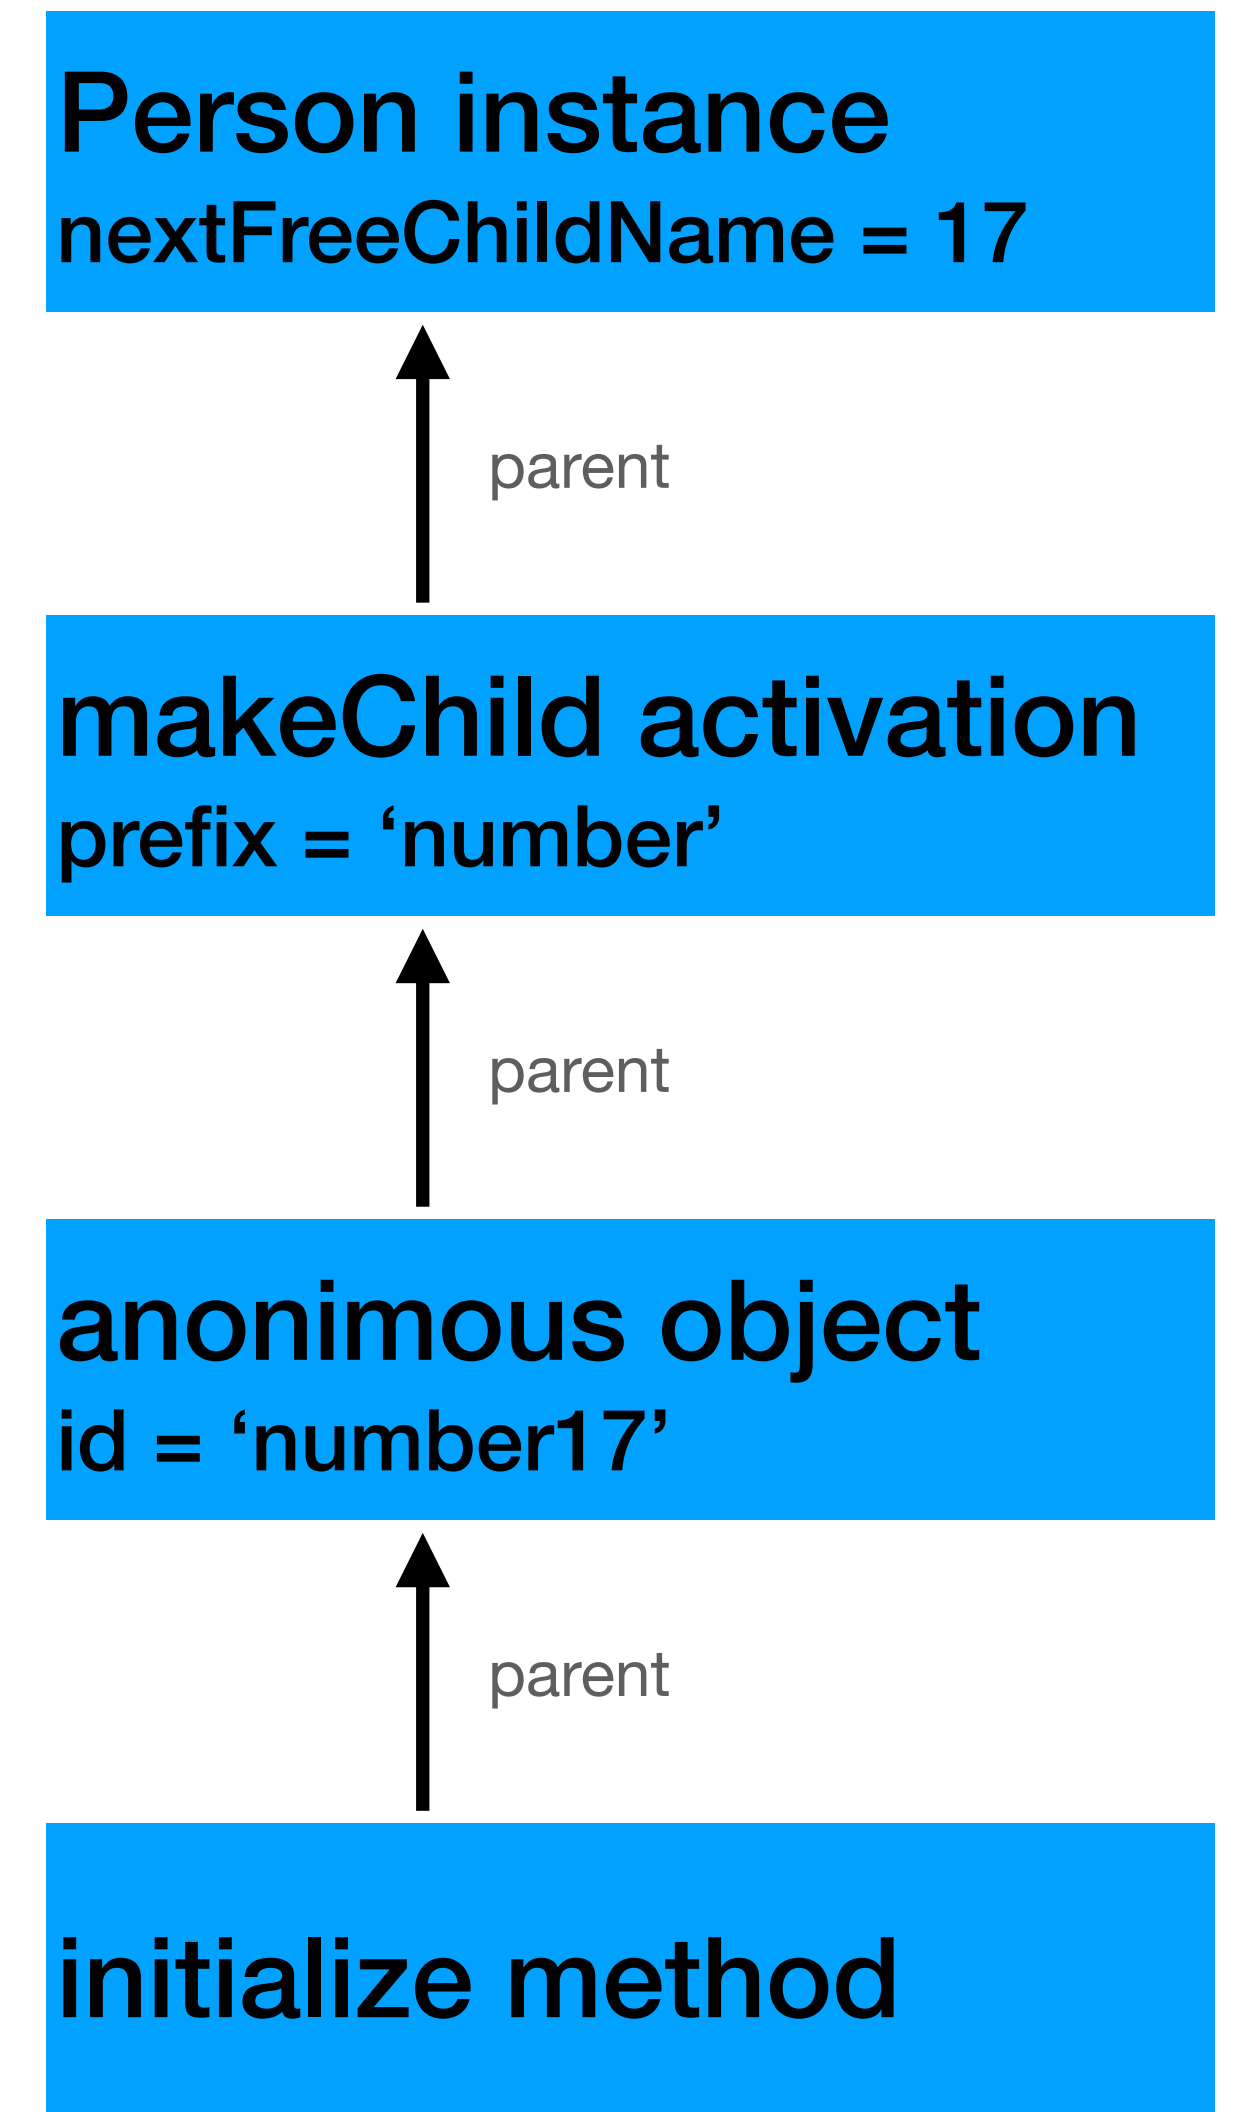 Person instance
nextFreeChildName = 17
parent
makeChild activation
prefix = ‘number’
parent
anonimous object
id = ‘number17’
parent
initialize method